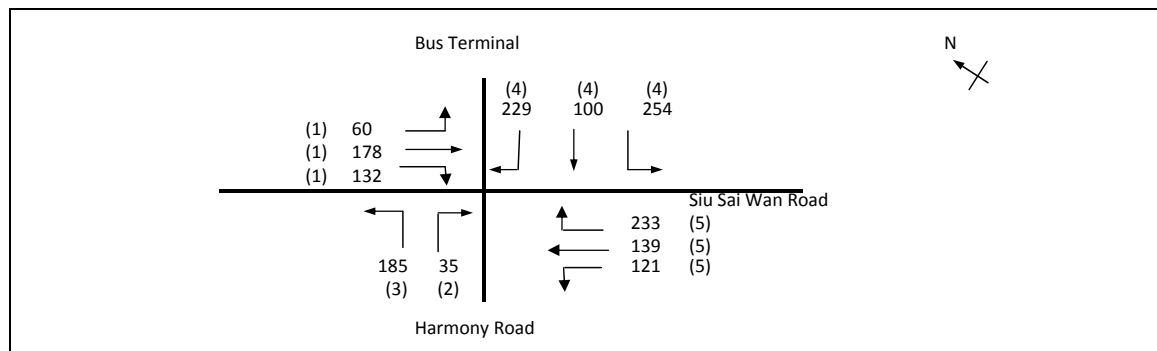 Bus Terminal
N
(4) (4) (4)
229 100 254
(1) 60
(1) 178
(1) 132
Siu Sai Wan Road
233 (5)
139 (5)
121 (5)
185 35
(3) (2)
Harmony Road